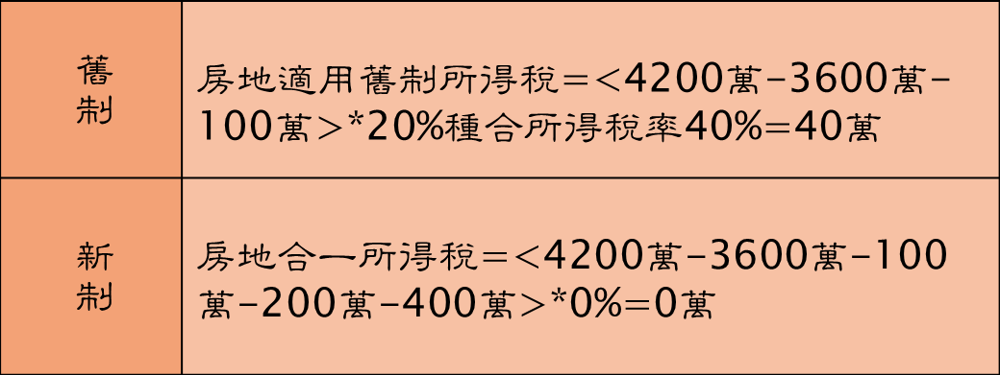 舊
制
房地適用舊制所得稅=<4200萬-3600萬-
100萬>*20%種合所得稅率40%=40萬
新
制
房地合一所得稅=<4200萬-3600萬-100
萬-200萬-400萬>*0%=0萬